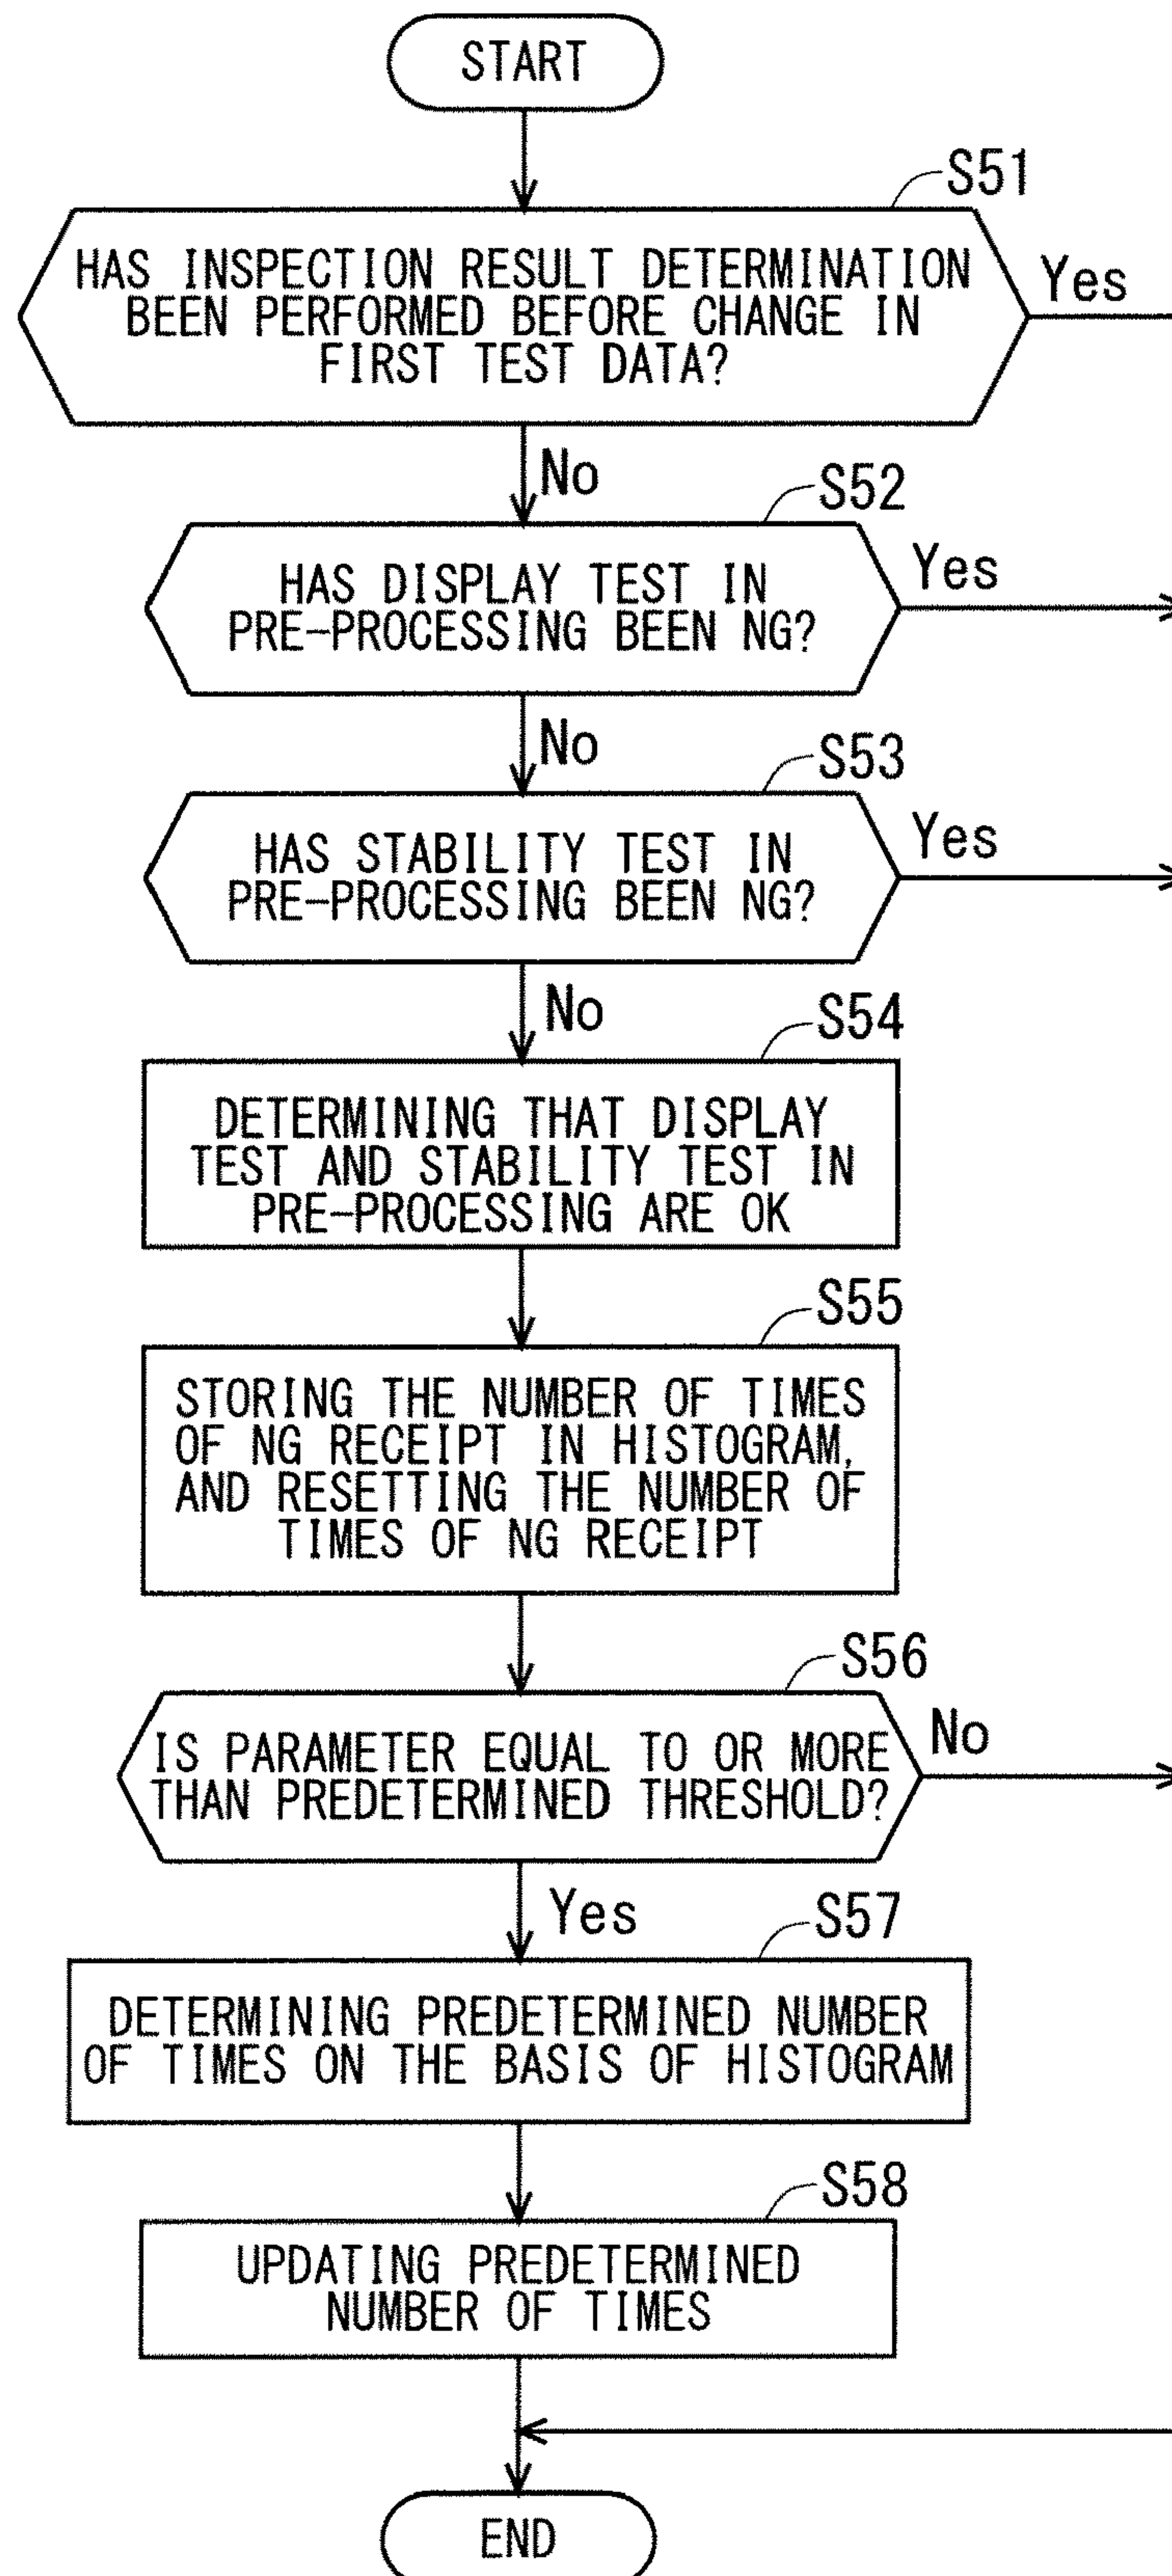 START
S51
HAS INSPECTION RESULT DETERMINATION
BEEN PERFORMED BEFORE CHANGE IN
FIRST TEST DATA?
Yes
No
S52
HAS DISPLAY TEST IN
PRE-PROCESSING BEEN NG?
Yes
No
S53
HAS STABILITY TEST IN
PRE-PROCESSING BEEN NG?
Yes
No
S54
DETERMINING THAT DISPLAY
TEST AND STABILITY TEST IN
PRE-PROCESSING ARE OK
S55
STORING THE NUMBER OF TIMES
OF NG RECEIPT IN HISTOGRAM,
AND RESETTING THE NUMBER OF
TIMES OF NG RECEIPT
S56
IS PARAMETER EQUAL TO OR MORE
THAN PREDETERMINED THRESHOLD?
No
Yes
S57
DETERMINING PREDETERMINED NUMBER
OF TIMES ON THE BASIS OF HISTOGRAM
S58
UPDATING PREDETERMINED
NUMBER OF TIMES
END